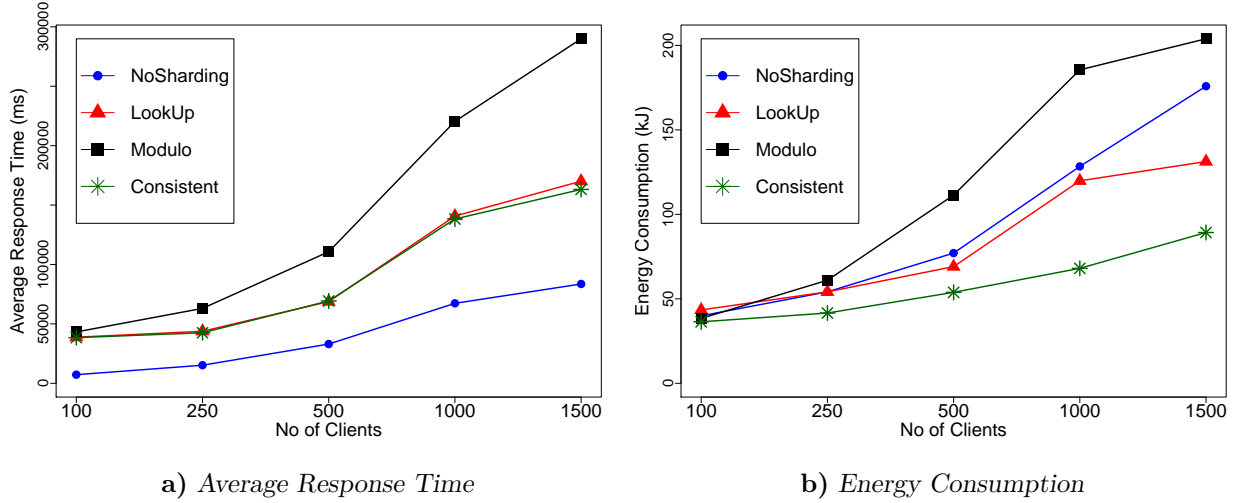 Average Response Time (ms)
0
50000
100000
200000
300000
NoSharding
LookUp
Modulo
Consistent
100 250 500 1000 1500
No of Clients
a) Average Response Time
Energy Consumption (kJ)
0
50
100
150
200
NoSharding
LookUp
Modulo
Consistent
100 250 500 1000 1500
No of Clients
b) Energy Consumption